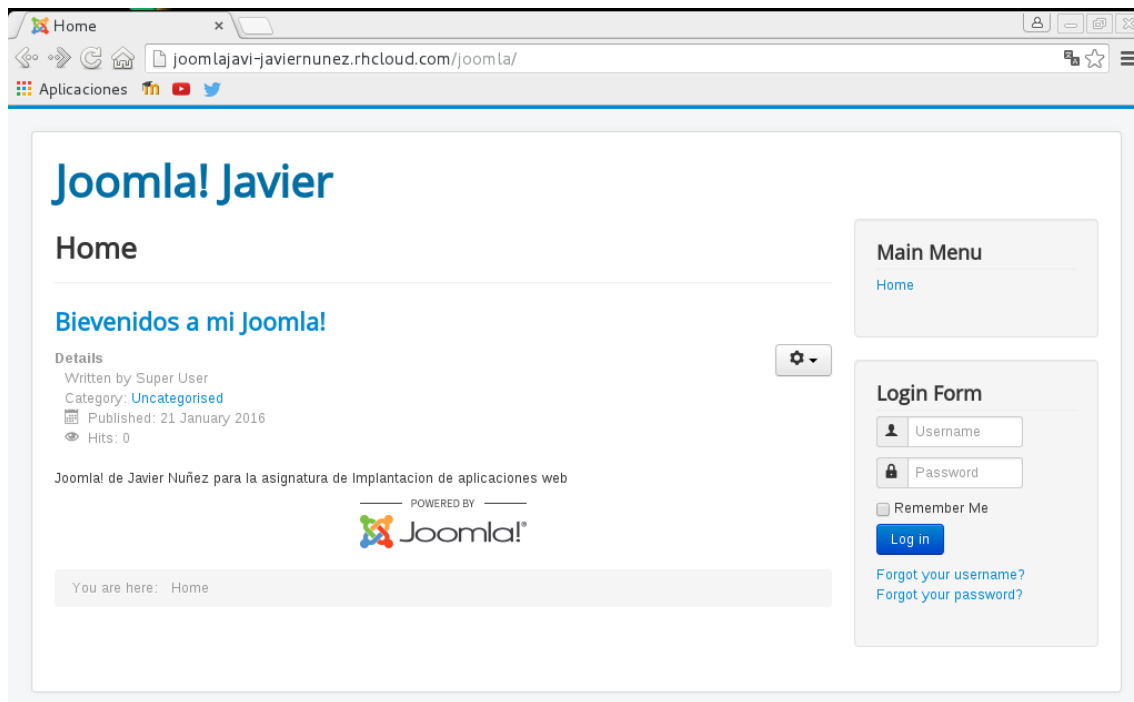 Home
joomlajavi-javiernunez.rhcloud.com/joomla/
Aplicaciones
Joomla! Javier
Home
Bievenidos a mi Joomla!
Details
Written by Super User
Category: Uncategorised
Published: 21 January 2016
Hits: 0
Joomla! de Javier Nuñez para la asignatura de Implantacion de aplicaciones web
POWERED BY
Joomla!®
You are here: Home
Main Menu
Home
Login Form
Username
Password
Remember Me
Log in
Forgot your username?
Forgot your password?